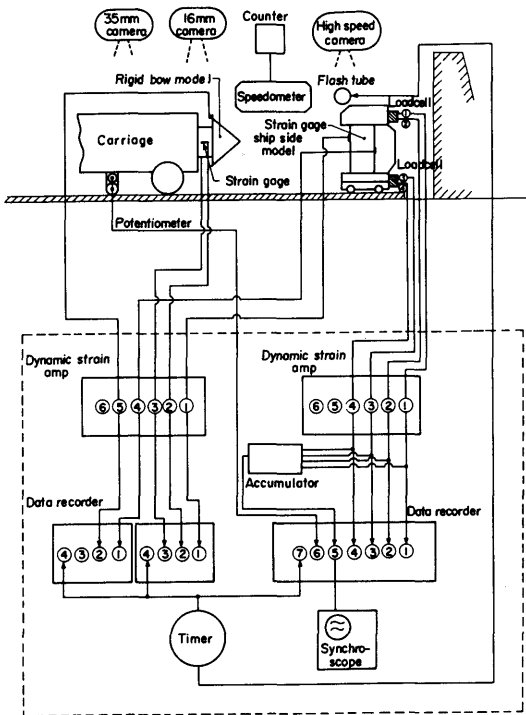 35mm
camera
16mm
camera
Counter
High speed
camera
Rigid bow model
Speedometer
Flash tube
Loadcell
Carriage
Strain gage
ship side
model
Loadcell
Strain gage
Potentiometer
Dynamic strain
amp
6 5 4 3 2 1
Dynamic strain
amp
6 5 4 3 2 1
Accumulator
Data recorder
4 3 2 1
4 3 2 1
Data recorder
7 6 5 4 3 2 1
Timer
Synchro-
scope